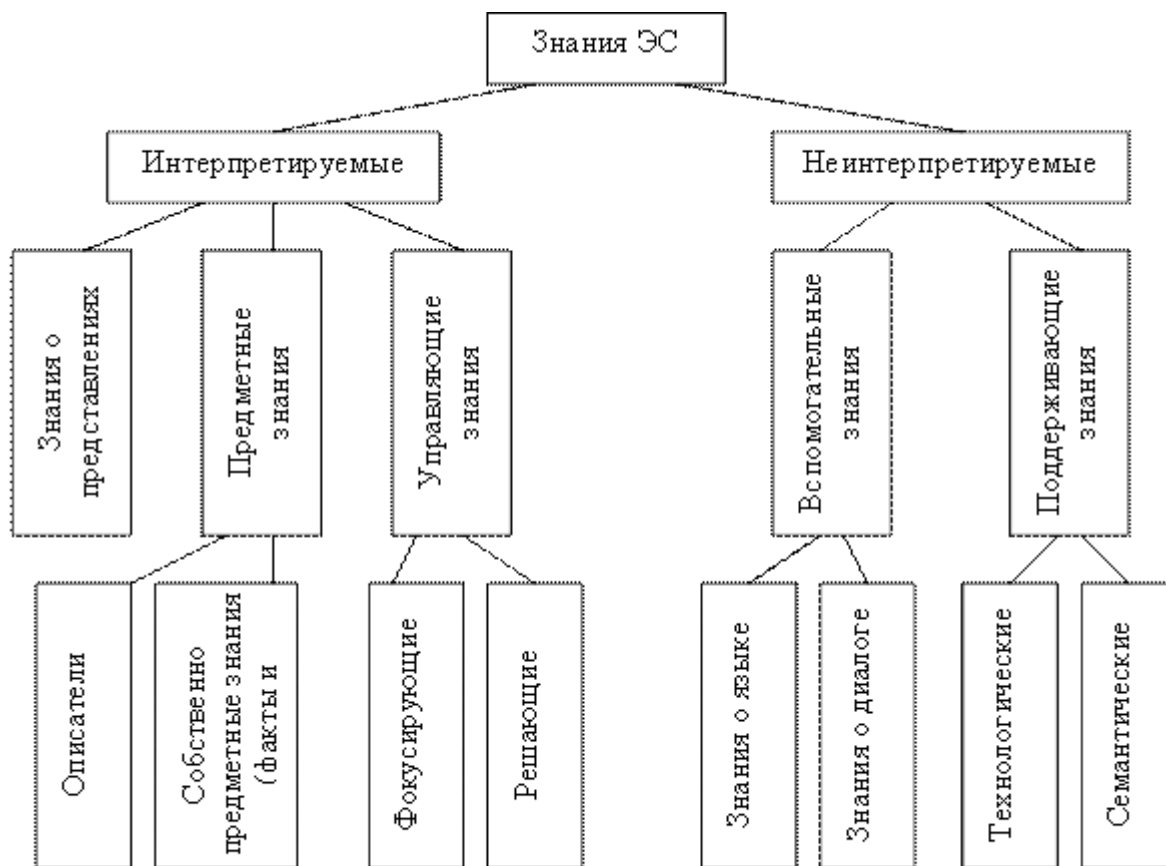 Знания ЭС
Интерпретируемые
Неинтерпретируемые
Знания о
представлениях
Предметные
знания
Управляющие
знания
Вспомогательные
знания
Поддерживающие
знания
Описатели
Собственно
предметные знания
(факты и
Фокусирующие
Решающие
Знания о языке
Знания о диалоге
Технологические
Семантические